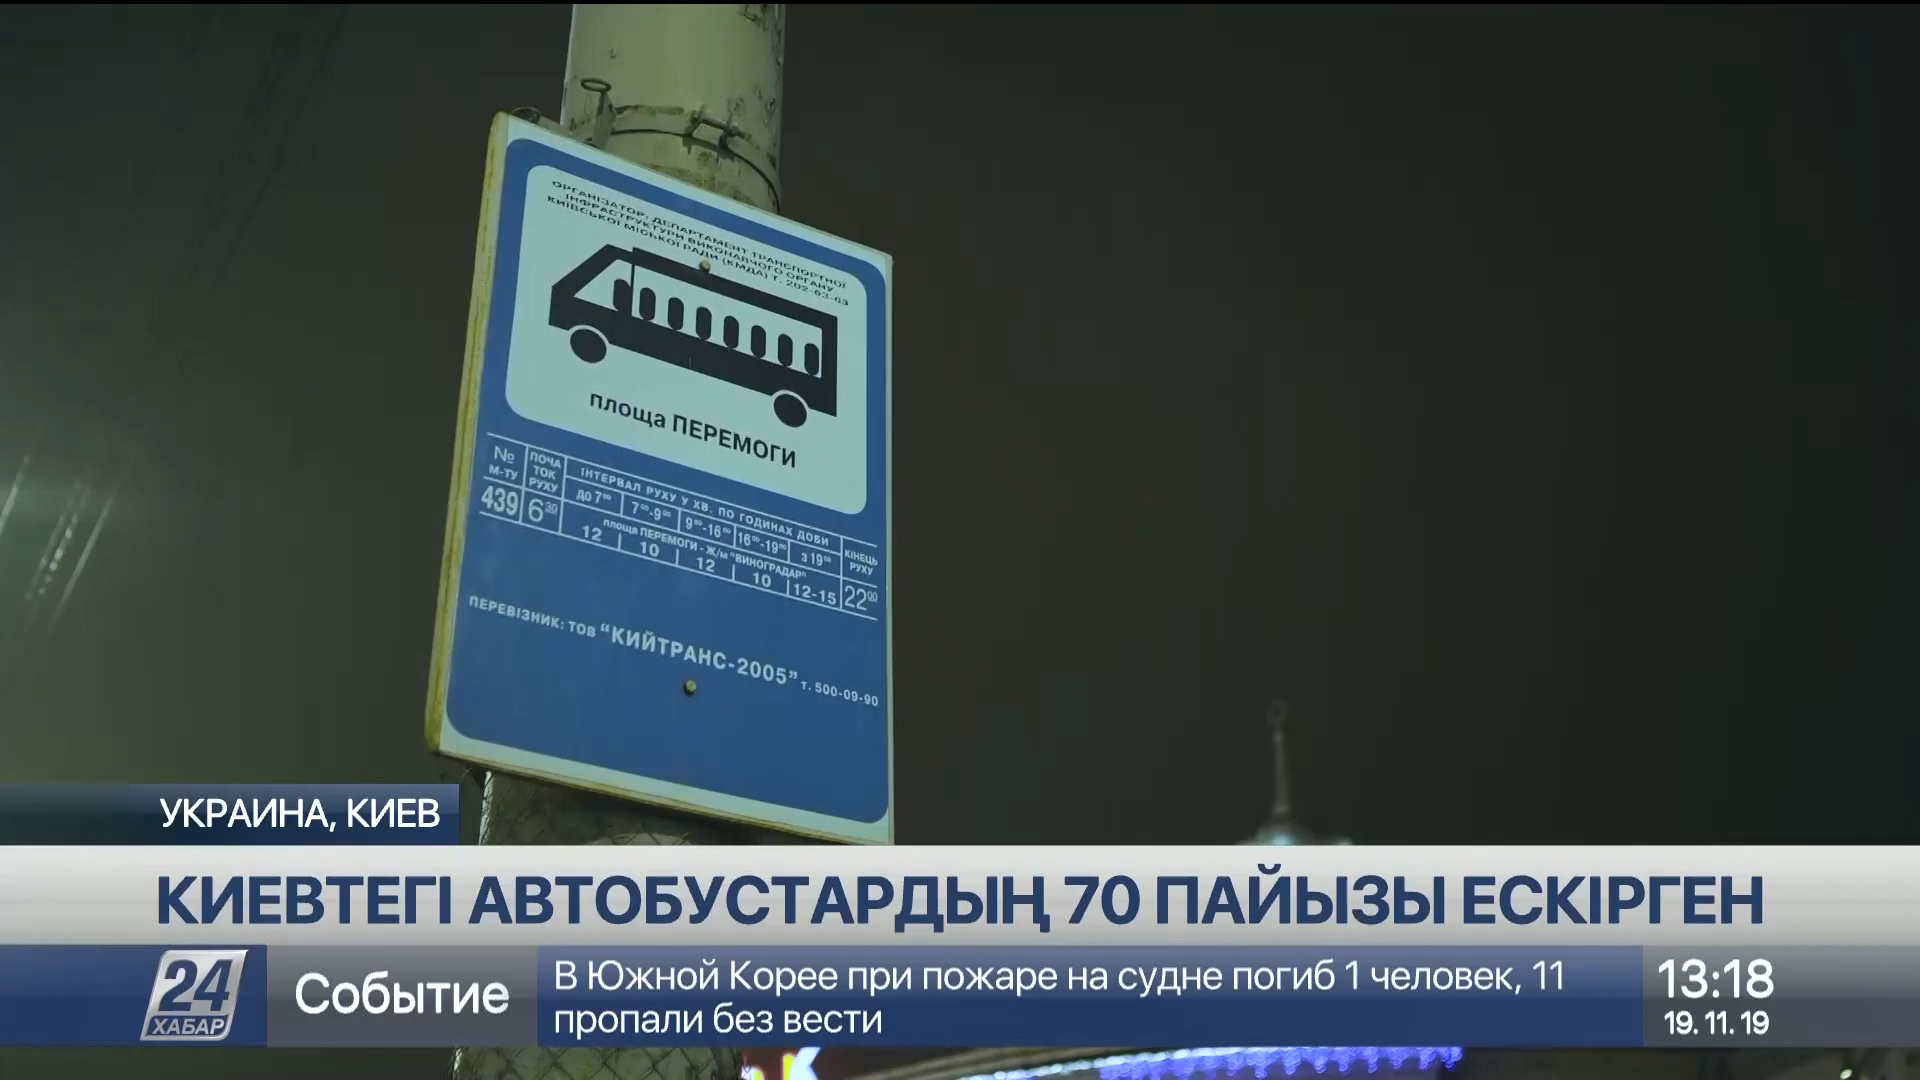 ОРГАНІЗАТОР: ДЕПАРТАМЕНТ ТРАНСПОРТНОЇ
ІНФРАСТРУКТУРИ ВИКОНАВЧОГО ОРГАНУ
КИЇВСЬКОЇ МІСЬКОЇ РАДИ (КМДА) Т. 202-63-03
площа ПЕРЕМОГИ
№ М-ТУ
ПОЧАТОК РУХУ
ІНТЕРВАЛ РУХУ У ХВ. ПО ГОДИНАХ ДОБИ
ДО 7⁰⁰ 7⁰⁰-9⁰⁰ 9⁰⁰-16⁰⁰ 16⁰⁰-19⁰⁰ З 19⁰⁰
КІНЕЦЬ РУХУ
439 6³⁰
площа ПЕРЕМОГИ - Ж/м "ВИНОГРАДАР"
12 10 12 10 12-15 22⁰⁰
ПЕРЕВІЗНИК: ТОВ "КИЙТРАНС-2005" Т. 500-09-90
УКРАИНА, КИЕВ
КИЕВТЕГІ АВТОБУСТАРДЫҢ 70 ПАЙЫЗЫ ЕСКІРГЕН
24 ХАБАР
Событие
В Южной Корее при пожаре на судне погиб 1 человек, 11
пропали без вести
13:18
19. 11. 19